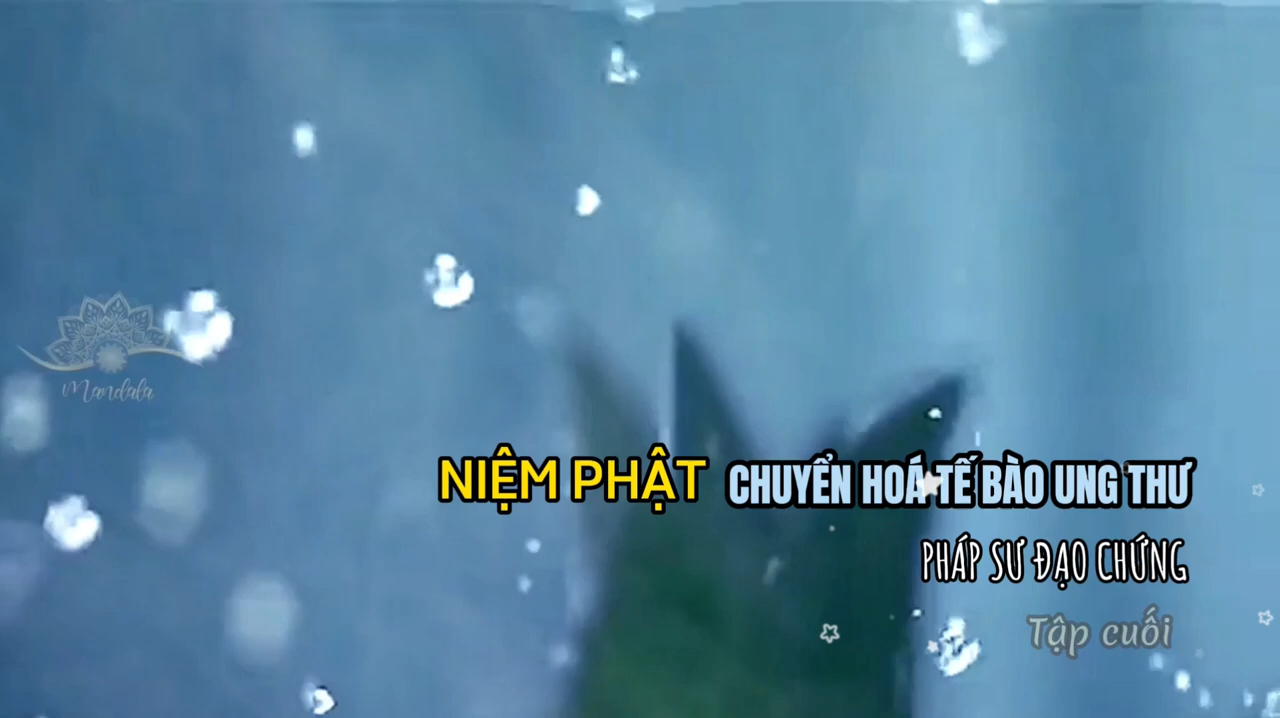 Mandala
NIỆM PHẬT CHUYỂN HOÁ TẾ BÀO UNG THƯ
PHÁP SƯ ĐẠO CHỨNG
Tập cuối